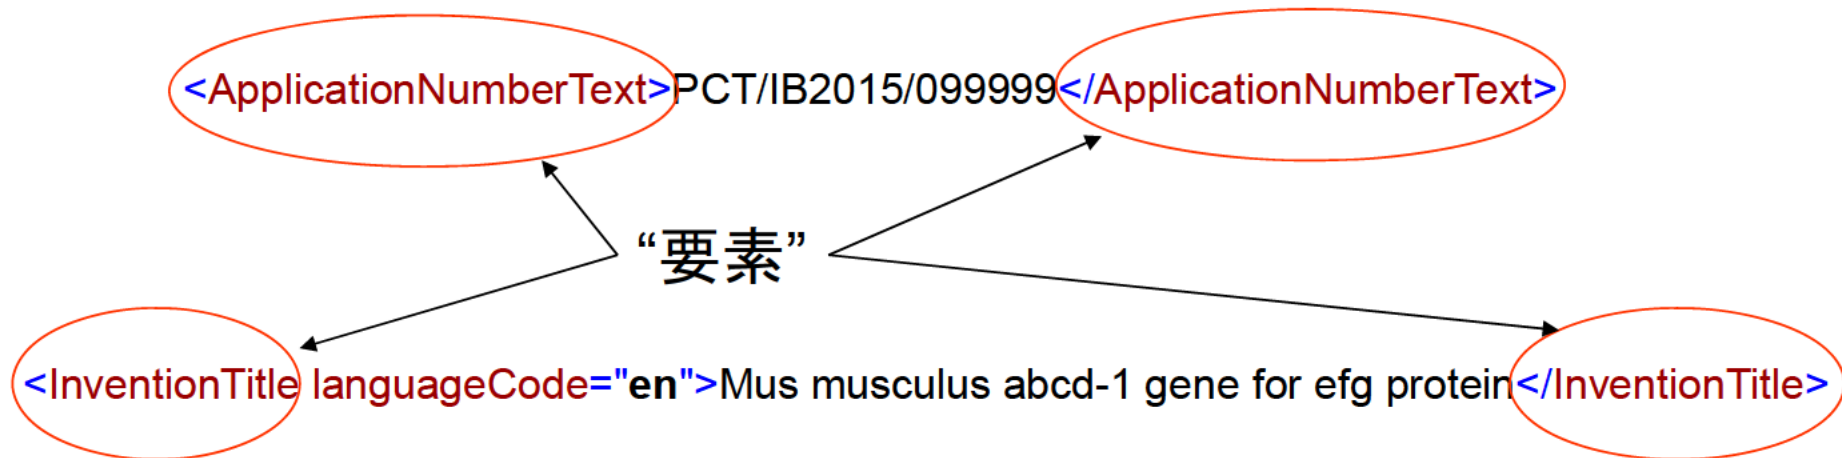 <ApplicationNumberText>PCT/IB2015/099999</ApplicationNumberText>
“要素”
<InventionTitle languageCode="en">Mus musculus abcd-1 gene for efg protein</InventionTitle>